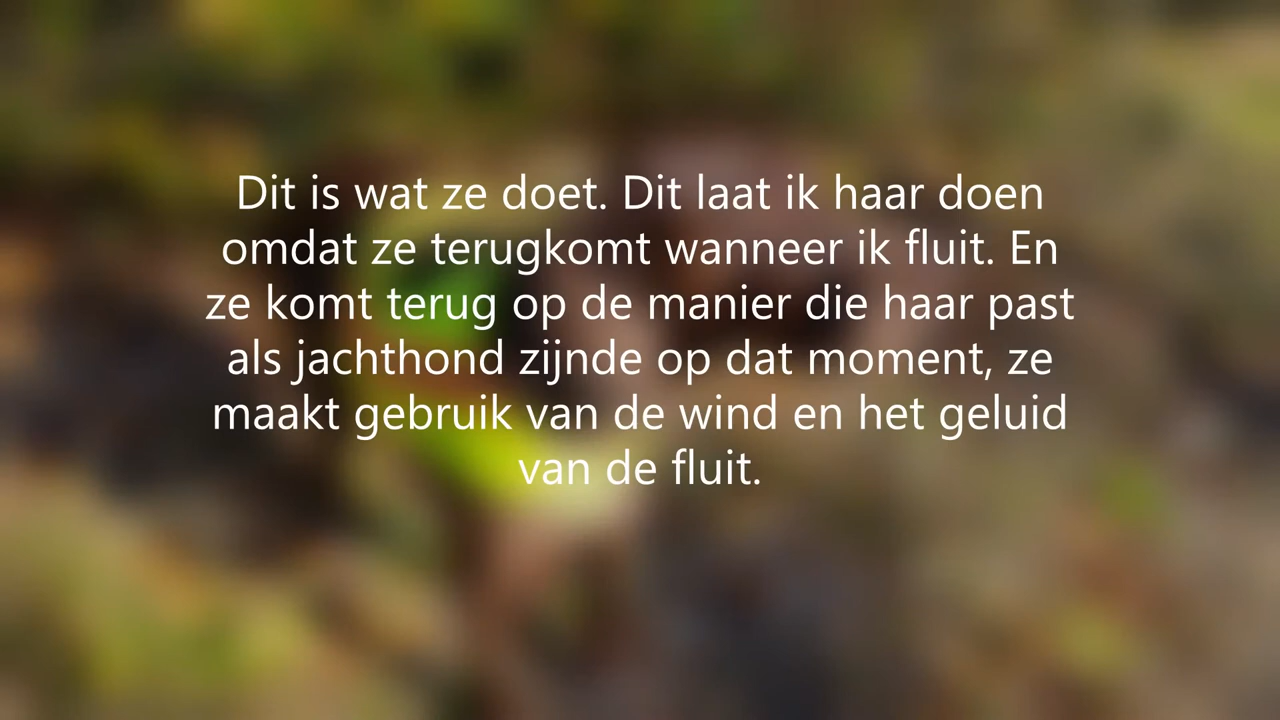 Dit is wat ze doet. Dit laat ik haar doen
omdat ze terugkomt wanneer ik fluit. En
ze komt terug op de manier die haar past
als jachthond zijnde op dat moment, ze
maakt gebruik van de wind en het geluid
van de fluit.